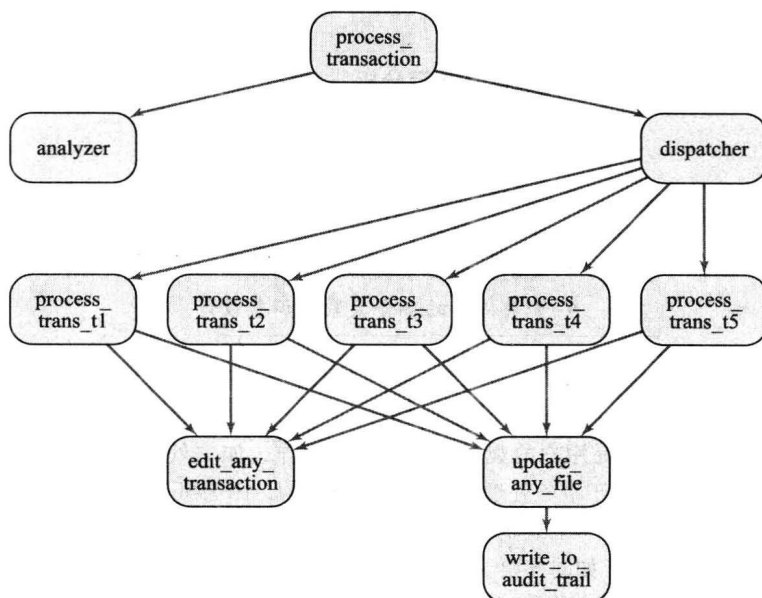 process_
transaction
analyzer
dispatcher
process_
trans_t1
process_
trans_t2
process_
trans_t3
process_
trans_t4
process_
trans_t5
edit_any_
transaction
update_
any_file
write_to_
audit_trail